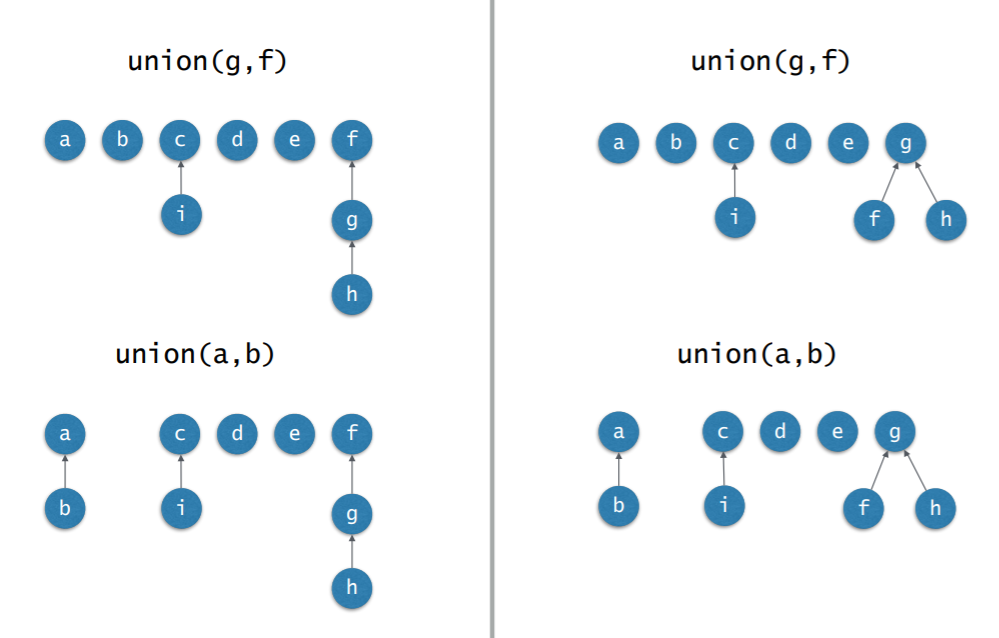 union(g,f)
a b c d e f
i
g
h
union(a,b)
a c d e f
b i
g
h
union(g,f)
a b c d e g
i f h
union(a,b)
a c d e g
b i f h